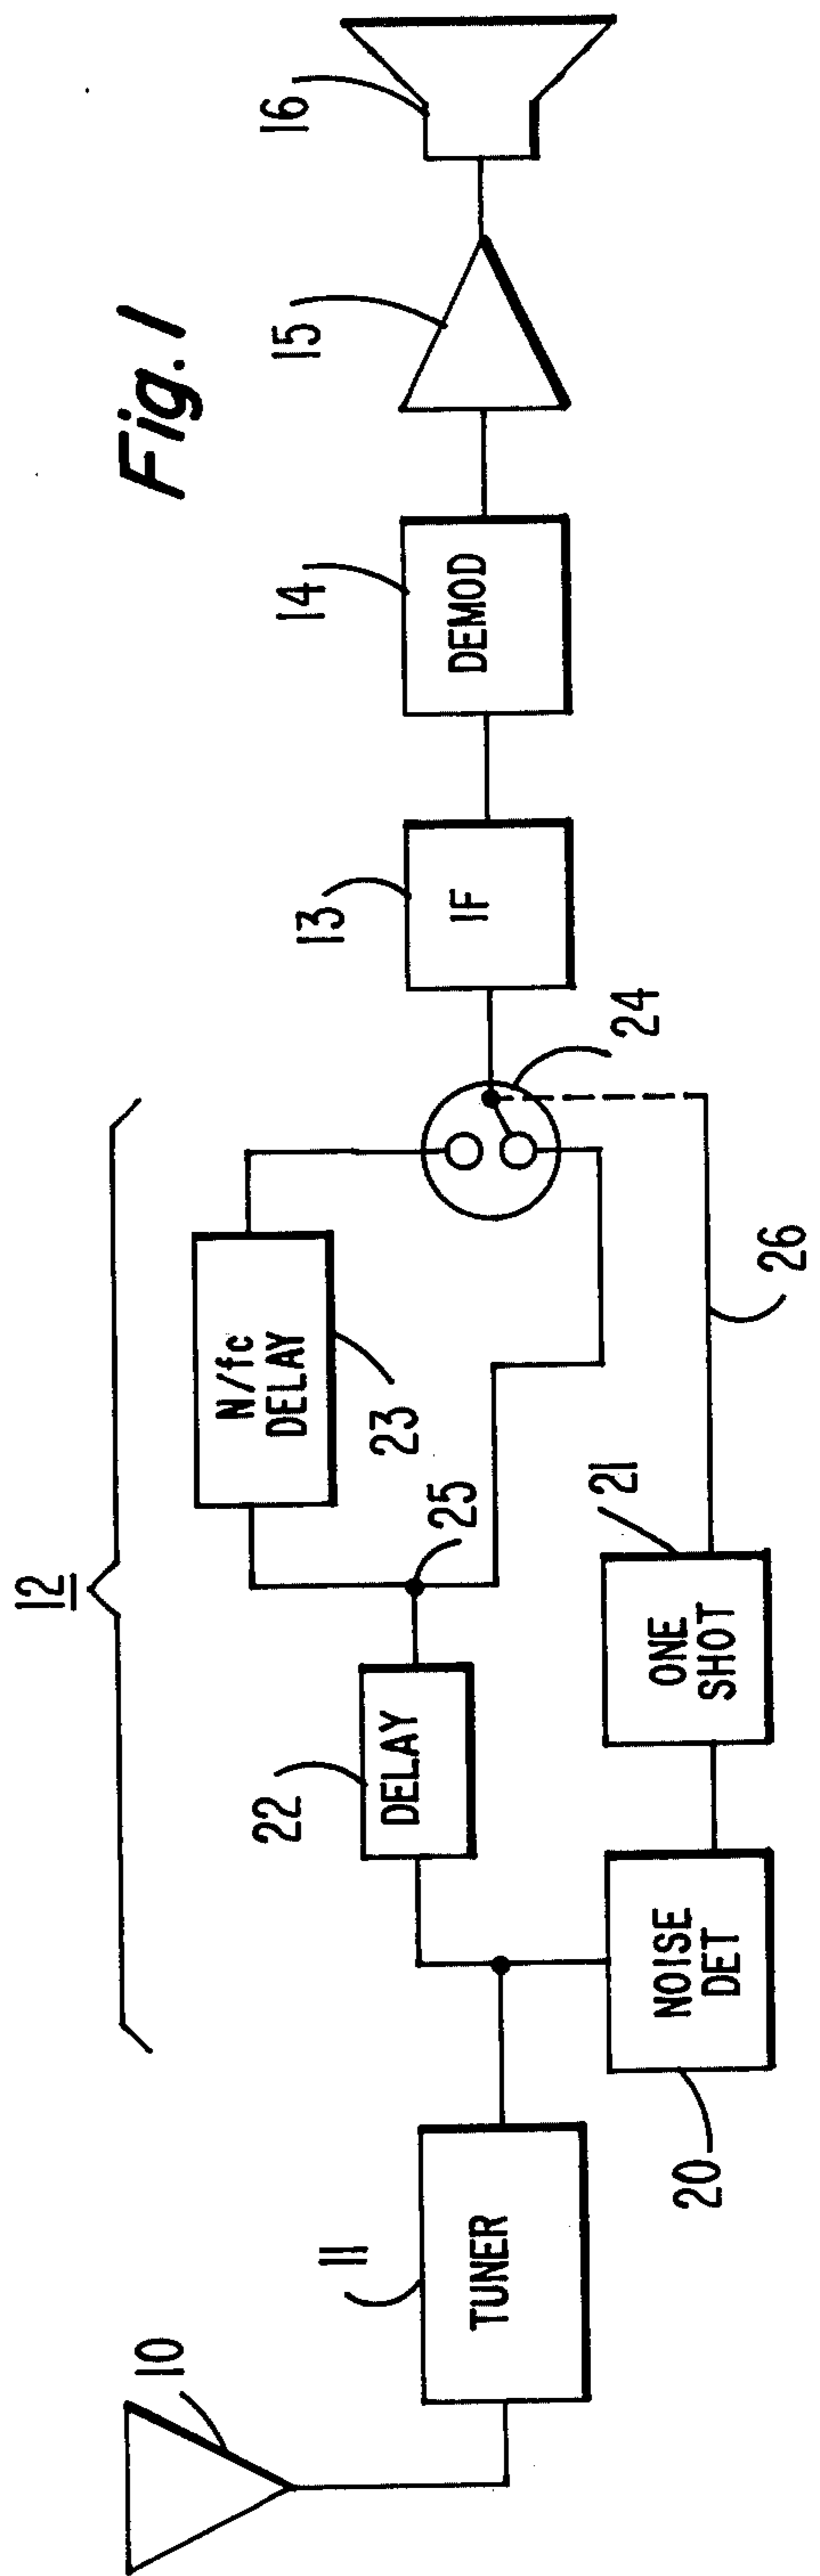 Fig. 1
12
10
11
TUNER
20
NOISE
DET
22
DELAY
25
21
ONE
SHOT
N/fc
DELAY
23
26
24
13
IF
14
DEMOD
15
16